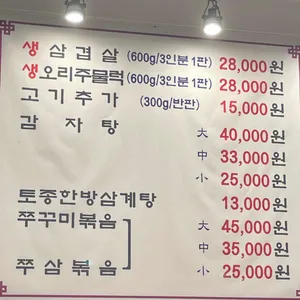 생삼겹살 (600g/3인분 1판) 28,000원
생오리주물럭 (600g/3인분 1판) 28,000원
고기추가 (300g/반판) 15,000원
감자탕 大 40,000원
中 33,000원
小 25,000원
토종한방삼계탕 13,000원
쭈꾸미볶음 大 45,000원
中 35,000원
쭈삼볶음 小 25,000원